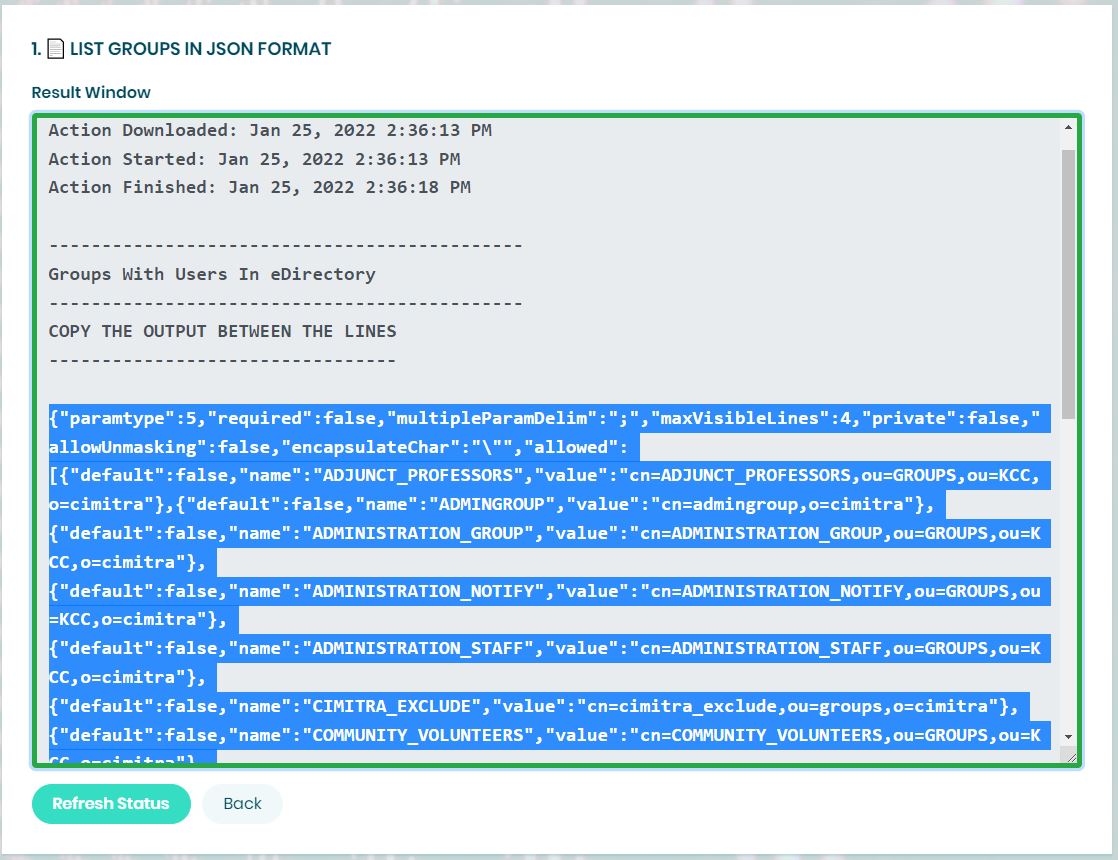 1. LIST GROUPS IN JSON FORMAT
Result Window
Action Downloaded: Jan 25, 2022 2:36:13 PM
Action Started: Jan 25, 2022 2:36:13 PM
Action Finished: Jan 25, 2022 2:36:18 PM
---------------------------------------------
Groups With Users In eDirectory
---------------------------------------------
COPY THE OUTPUT BETWEEN THE LINES
---------------------------------
{"paramtype":5,"required":false,"multipleParamDelim":";","maxVisibleLines":4,"private":false,"
allowUnmasking":false,"encapsulateChar":"\"","allowed":
[{"default":false,"name":"ADJUNCT_PROFESSORS","value":"cn=ADJUNCT_PROFESSORS,ou=GROUPS,ou=KCC,
o=cimitra"},{"default":false,"name":"ADMINGROUP","value":"cn=admingroup,o=cimitra"},
{"default":false,"name":"ADMINISTRATION_GROUP","value":"cn=ADMINISTRATION_GROUP,ou=GROUPS,ou=K
CC,o=cimitra"},
{"default":false,"name":"ADMINISTRATION_NOTIFY","value":"cn=ADMINISTRATION_NOTIFY,ou=GROUPS,ou
=KCC,o=cimitra"},
{"default":false,"name":"ADMINISTRATION_STAFF","value":"cn=ADMINISTRATION_STAFF,ou=GROUPS,ou=K
CC,o=cimitra"},
{"default":false,"name":"CIMITRA_EXCLUDE","value":"cn=cimitra_exclude,ou=groups,o=cimitra"},
{"default":false,"name":"COMMUNITY_VOLUNTEERS","value":"cn=COMMUNITY_VOLUNTEERS,ou=GROUPS,ou=K
CC,o=cimitra"},
Refresh Status
Back